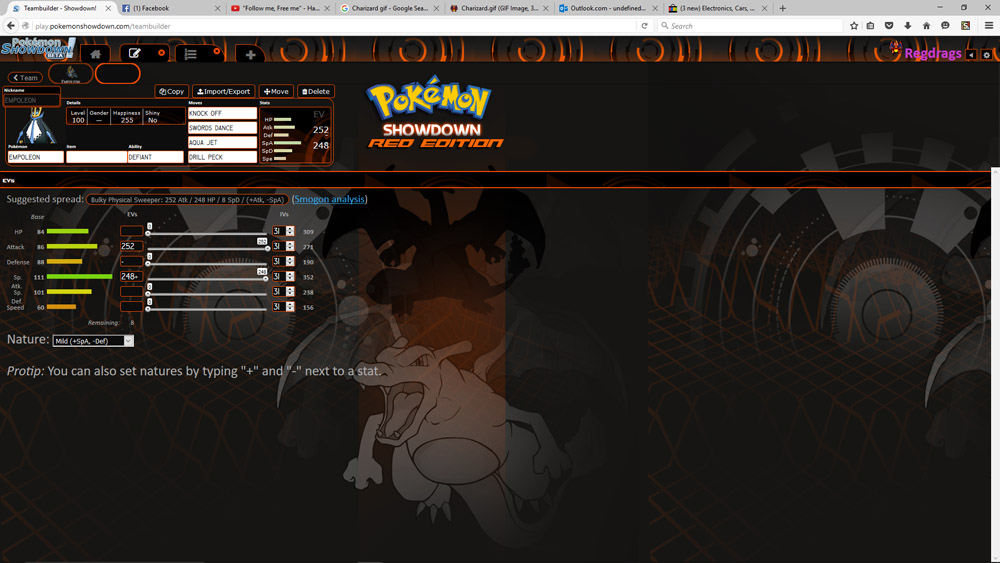 Teambuilder - Showdown!
(1) Facebook
"Follow me, Free me" - Ha...
Charizard gif - Google Sea...
Charizard.gif (GIF Image, 3...
Outlook.com - undefined...
(3 new) Electronics, Cars, ...
play.pokemonshowdown.com/teambuilder
Search
Pokémon
Showdown!
BETA
Regdrags
Team
Empoleon
Nickname
EMPOLEON
Copy
Import/Export
Move
Delete
Details
Moves
Stats
Level Gender Happiness Shiny
100 — 255 No
KNOCK OFF
SWORDS DANCE
AQUA JET
DRILL PECK
EV
HP
Atk 252
Def
SpA 248
SpD
Spe
Pokémon
Item
Ability
EMPOLEON
DEFIANT
POKéMON
SHOWDOWN
RED EDITION
EVs
Suggested spread: Bulky Physical Sweeper: 252 Atk / 248 HP / 8 SpD / (+Atk, -SpA) (Smogon analysis)
Base EVs IVs
HP 84 0 31 309
Attack 86 252 252 31 271
Defense 88 - 0 31 190
Sp. Atk. 111 248+ 248 31 352
Sp. Def. 101 0 31 238
Speed 60 0 31 156
Remaining: 8
Nature: Mild (+SpA, -Def)
Protip: You can also set natures by typing "+" and "-" next to a stat.